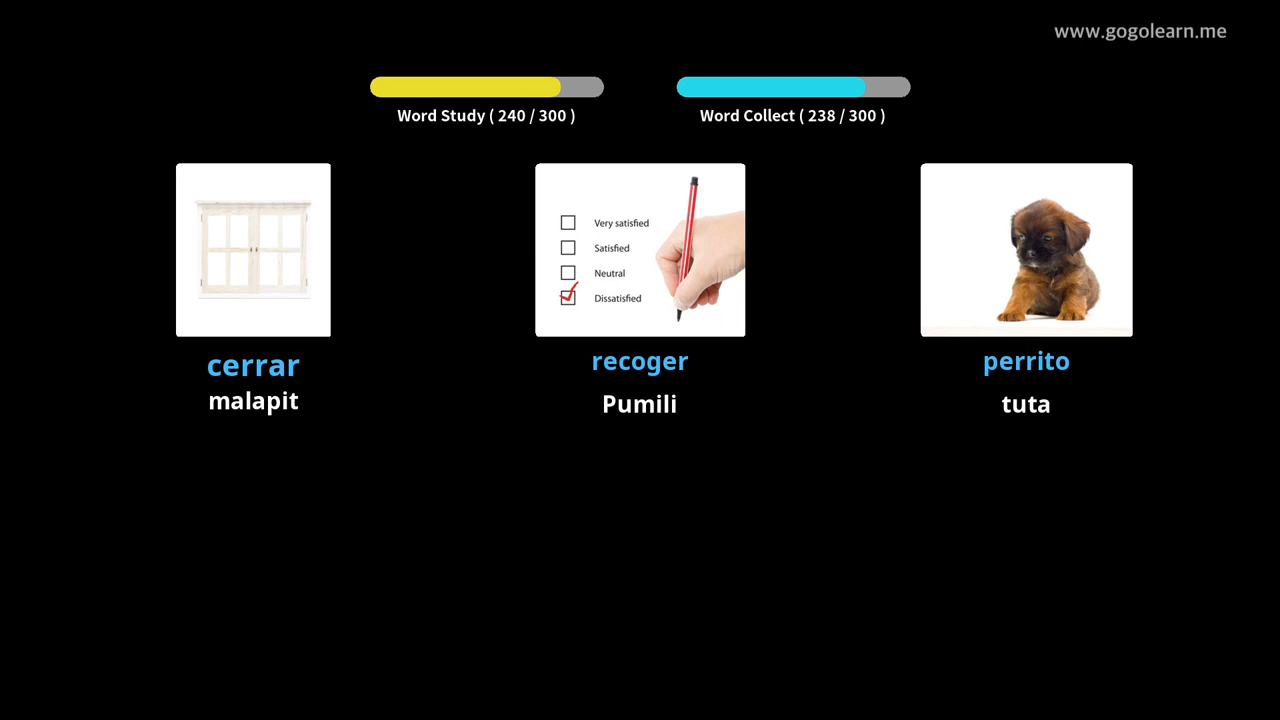 www.gogolearn.me
Word Study ( 240 / 300 )
Word Collect ( 238 / 300 )
Very satisfied
Satisfied
Neutral
Dissatisfied
cerrar
malapit
recoger
Pumili
perrito
tuta